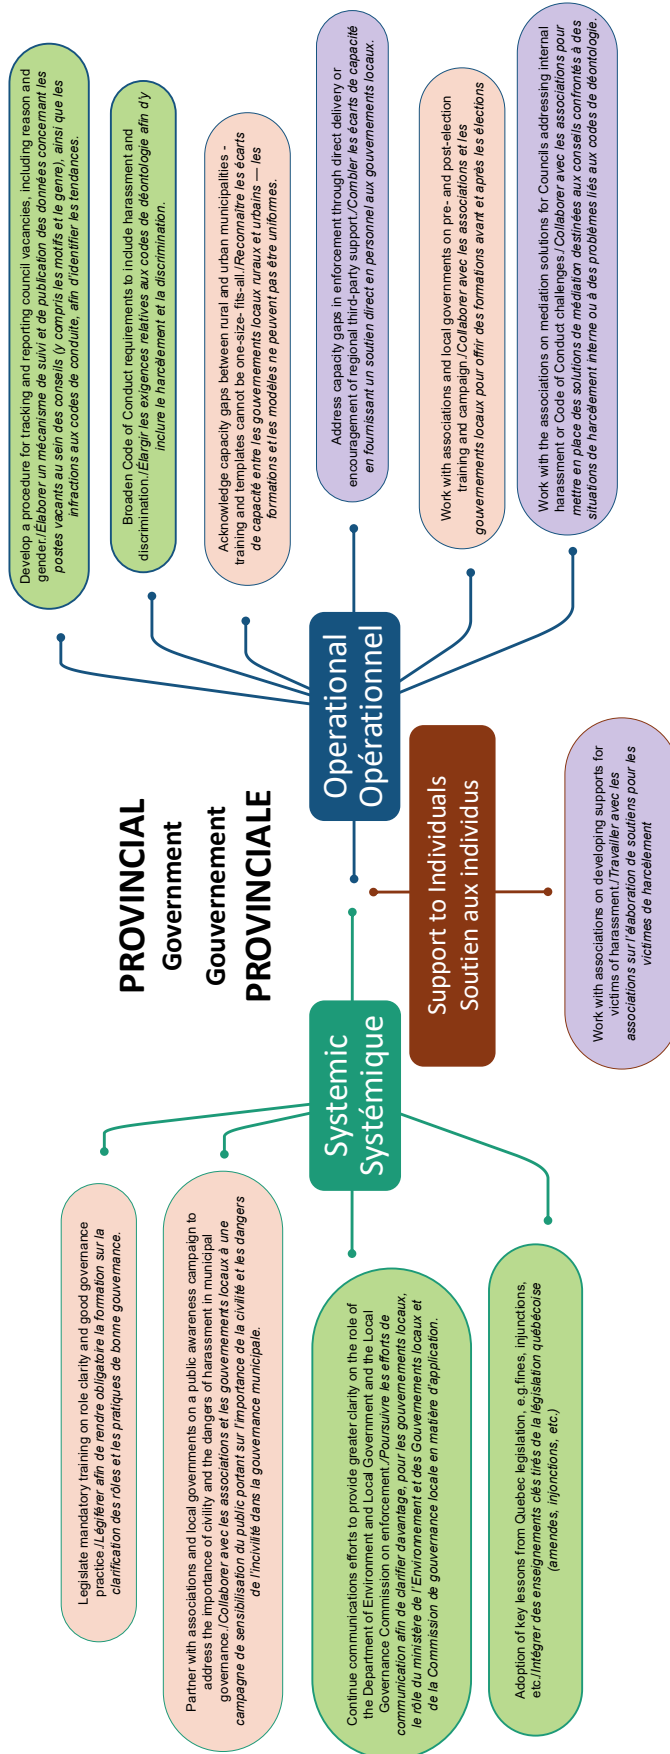 PROVINCIAL
Government
Gouvernement
PROVINCIALE
Systemic
Systémique
Legislate mandatory training on role clarity and good governance
practice./Légiférer afin de rendre obligatoire la formation sur la
clarification des rôles et les pratiques de bonne gouvernance.
Partner with associations and local governments on a public awareness campaign to
address the importance of civility and the dangers of harassment in municipal
governance./Collaborer avec les associations et les gouvernements locaux à une
campagne de sensibilisation du public portant sur l'importance de la civilité et les dangers
de l'incivilité dans la gouvernance municipale.
Continue communications efforts to provide greater clarity on the role of
the Department of Environment and Local Government and the Local
Governance Commission on enforcement./Poursuivre les efforts de
communication afin de clarifier davantage, pour les gouvernements locaux,
le rôle du ministère de l'Environnement et des Gouvernements locaux et
de la Commission de gouvernance locale en matière d'application.
Adoption of key lessons from Quebec legislation, e.g.fines, injunctions,
etc./Intégrer des enseignements clés tirés de la législation québécoise
(amendes, injonctions, etc.)
Support to Individuals
Soutien aux individus
Work with associations on developing supports for
victims of harassment./Travailler avec les
associations sur l'élaboration de soutiens pour les
victimes de harcèlement
Operational
Opérationnel
Develop a procedure for tracking and reporting council vacancies, including reason and
gender./Élaborer un mécanisme de suivi et de publication des données concernant les
postes vacants au sein des conseils (y compris les motifs et le genre), ainsi que les
infractions aux codes de conduite, afin d'identifier les tendances.
Broaden Code of Conduct requirements to include harassment and
discrimination./Élargir les exigences relatives aux codes de déontologie afin d'y
inclure le harcèlement et la discrimination.
Acknowledge capacity gaps between rural and urban municipalities -
training and templates cannot be one-size- fits-all./Reconnaître les écarts
de capacité entre les gouvernements locaux ruraux et urbains — les
formations et les modèles ne peuvent pas être uniformes.
Address capacity gaps in enforcement through direct delivery or
encouragement of regional third-party support./Combler les écarts de capacité
en fournissant un soutien direct en personnel aux gouvernements locaux.
Work with associations and local governments on pre- and post-election
training and campaign./Collaborer avec les associations et les
gouvernements locaux pour offrir des formations avant et après les élections
Work with the associations on mediation solutions for Councils addressing internal
harassment or Code of Conduct challenges./Collaborer avec les associations pour
mettre en place des solutions de médiation destinées aux conseils confrontés à des
situations de harcèlement interne ou à des problèmes liés aux codes de déontologie.